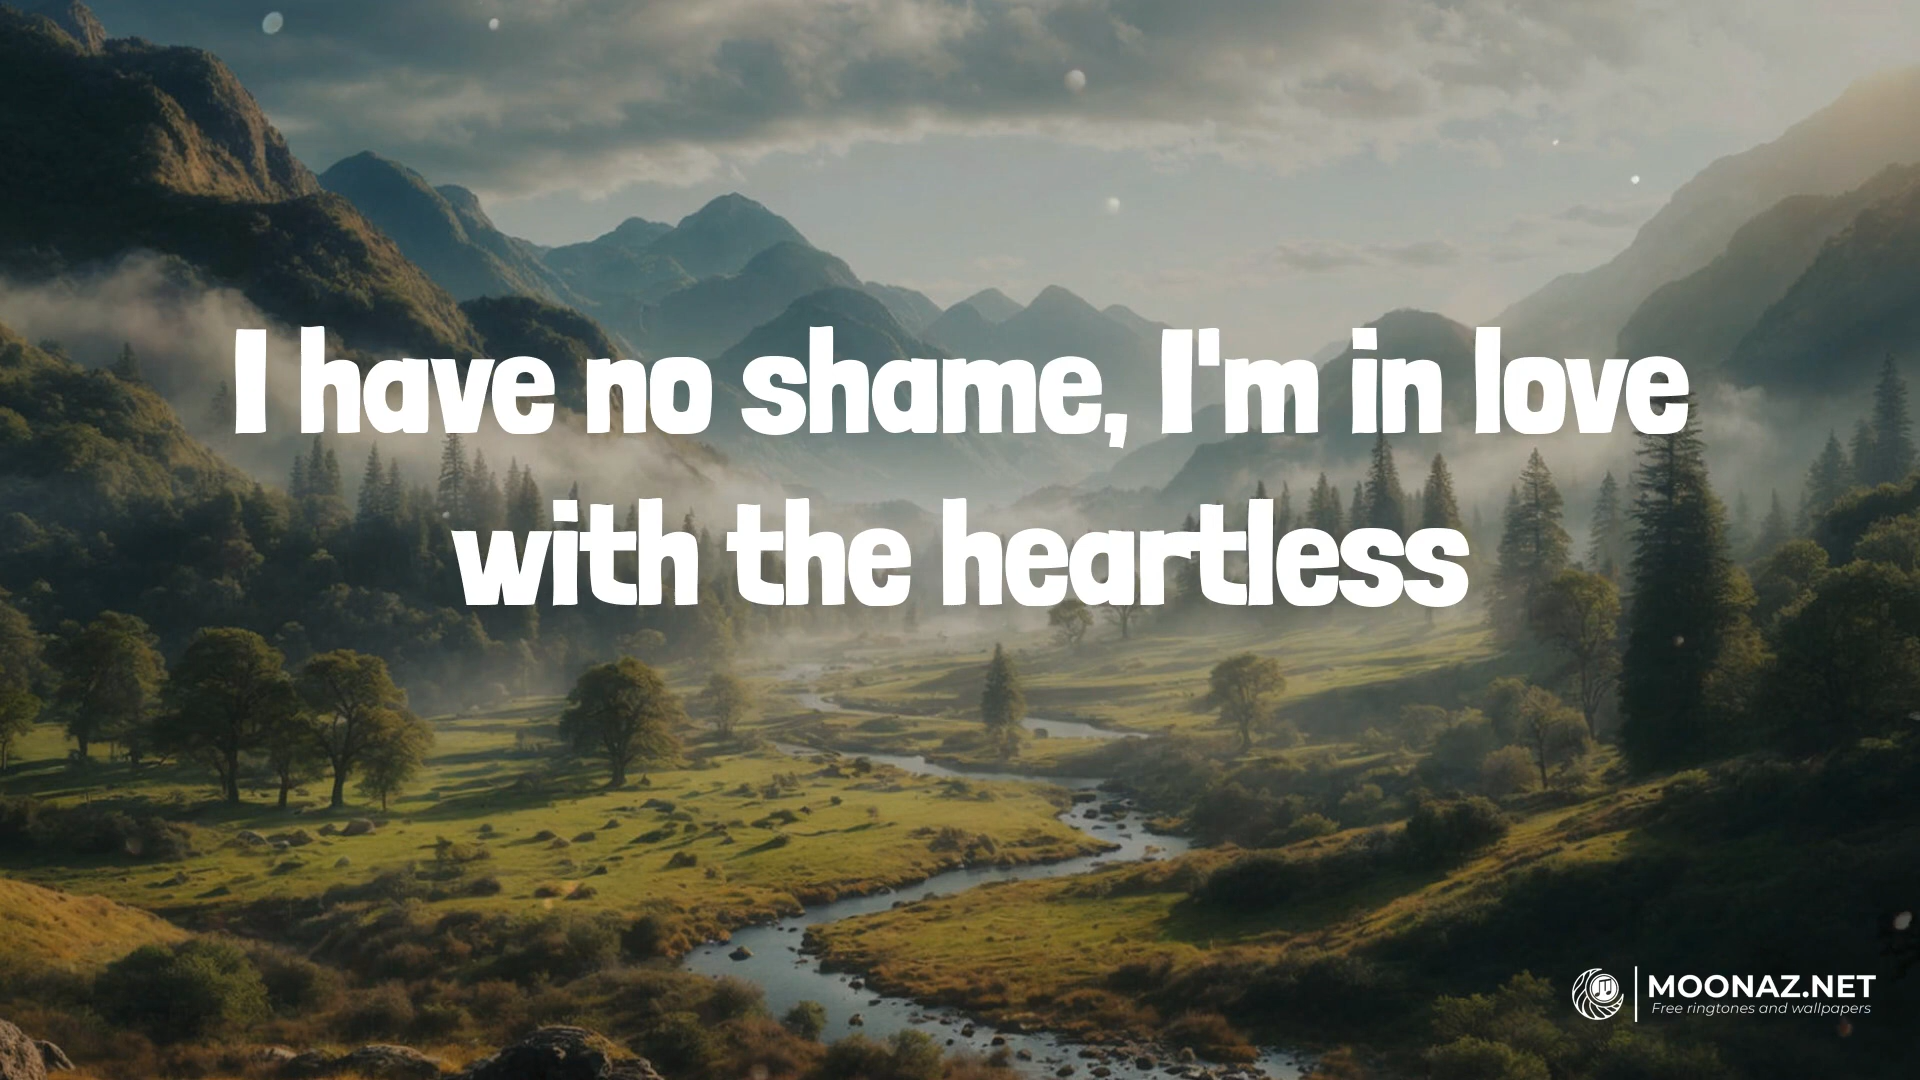 I have no shame, I'm in love
with the heartless
MOONAZ.NET
Free ringtones and wallpapers